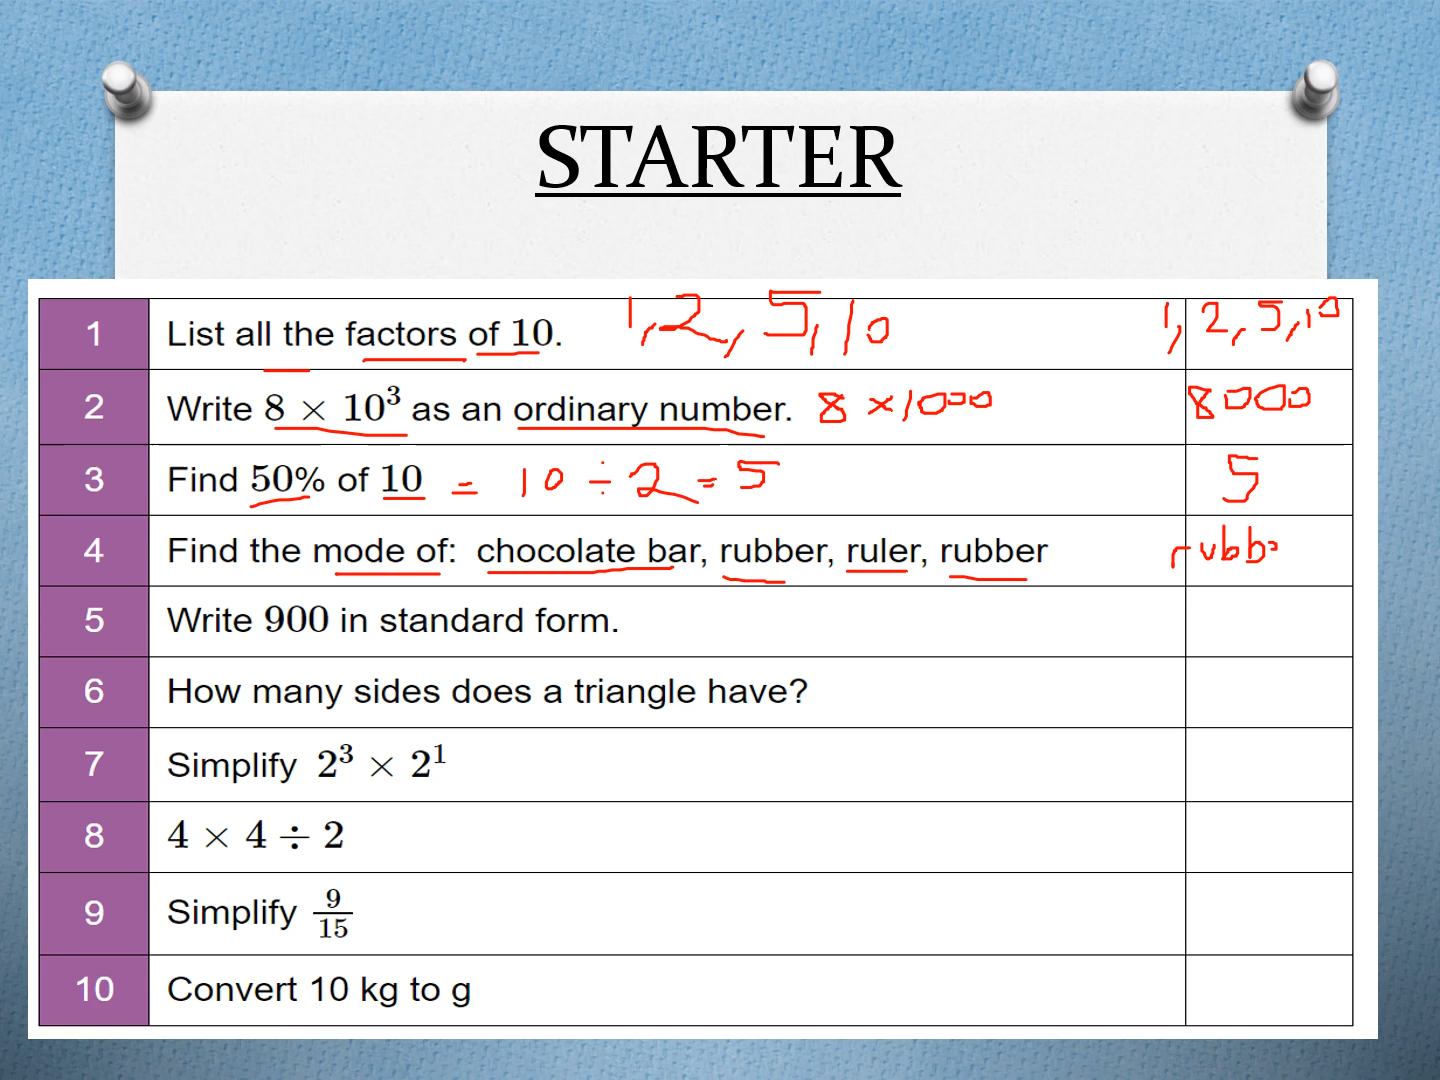 STARTER
1 List all the factors of 10. 1, 2, 5, 10 1, 2, 5, 10
2 Write 8 × 10³ as an ordinary number. 8 × 1000 8000
3 Find 50% of 10 = 10 ÷ 2 = 5 5
4 Find the mode of: chocolate bar, rubber, ruler, rubber
5 Write 900 in standard form.
6 How many sides does a triangle have?
7 Simplify 2³ × 2¹
8 4 × 4 ÷ 2
9 Simplify 9/15
10 Convert 10 kg to g